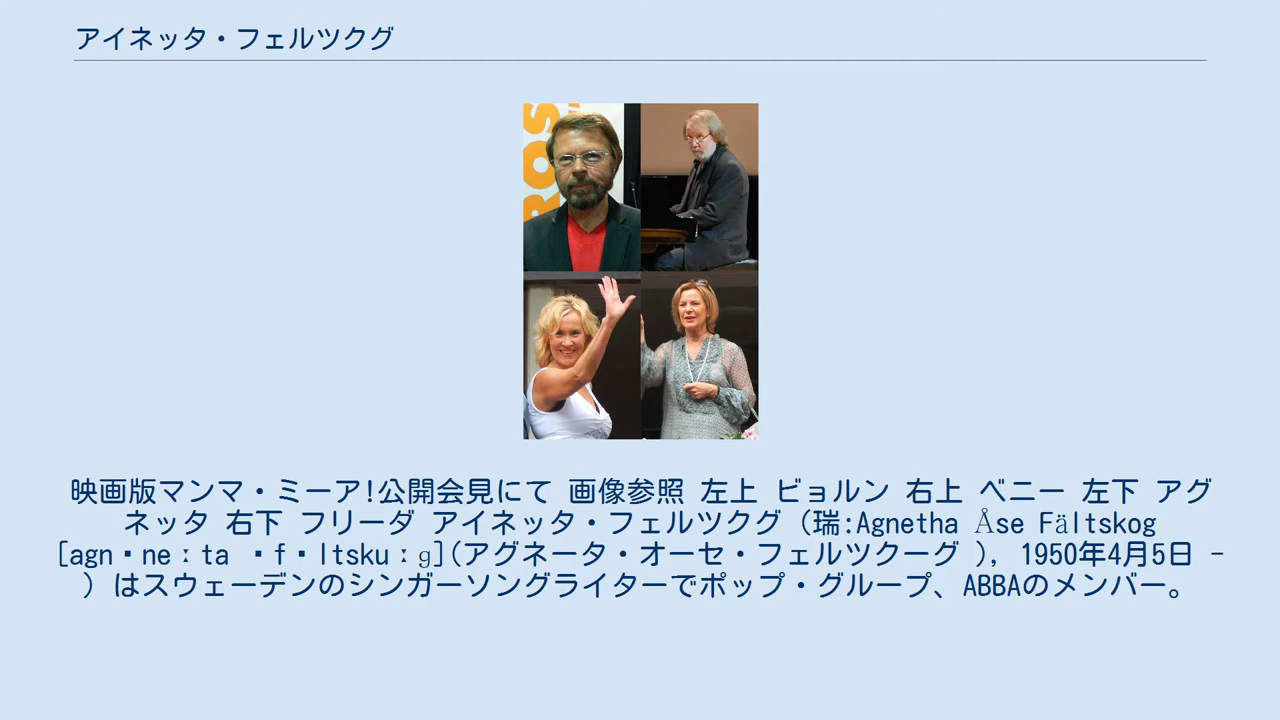 アイネッタ・フェルツクグ
ROS
映画版マンマ・ミーア!公開会見にて 画像参照 左上 ビョルン 右上 ベニー 左下 アグ
ネッタ 右下 フリーダ アイネッタ・フェルツクグ (瑞:Agnetha Åse Fältskog
[agn ne：ta f ltsku：g](アグネータ・オーセ・フェルツクーグ ), 1950年4月5日 -
) はスウェーデンのシンガーソングライターでポップ・グループ、ABBAのメンバー。